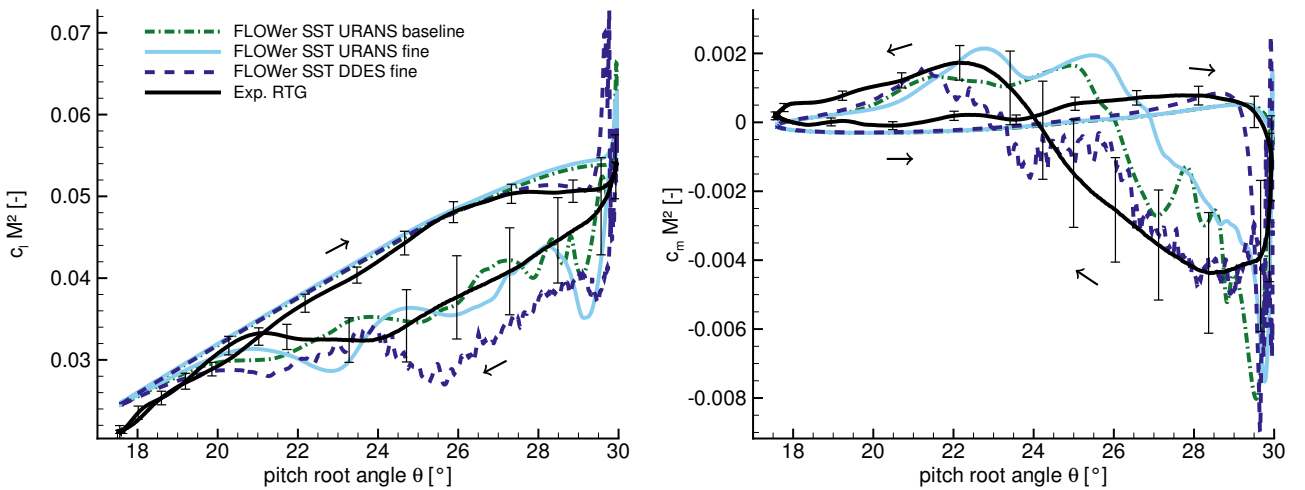 0.07
0.06
0.05
0.04
0.03
cₗ M² [-]
FLOWer SST URANS baseline
FLOWer SST URANS fine
FLOWer SST DDES fine
Exp. RTG
18 20 22 24 26 28 30
pitch root angle θ [°]
0.002
0
-0.002
-0.004
-0.006
-0.008
cₘ M² [-]
18 20 22 24 26 28 30
pitch root angle θ [°]